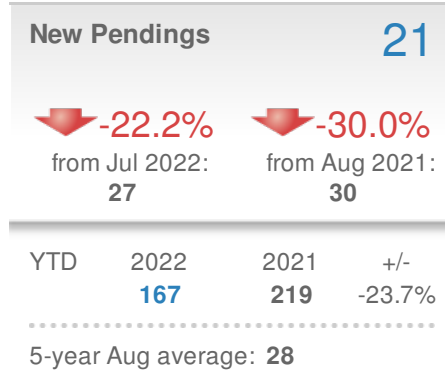 New Pendings 21
-22.2% -30.0%
from Jul 2022: from Aug 2021:
27 30
YTD 2022 2021 +/-
167 219 -23.7%
5-year Aug average: 28